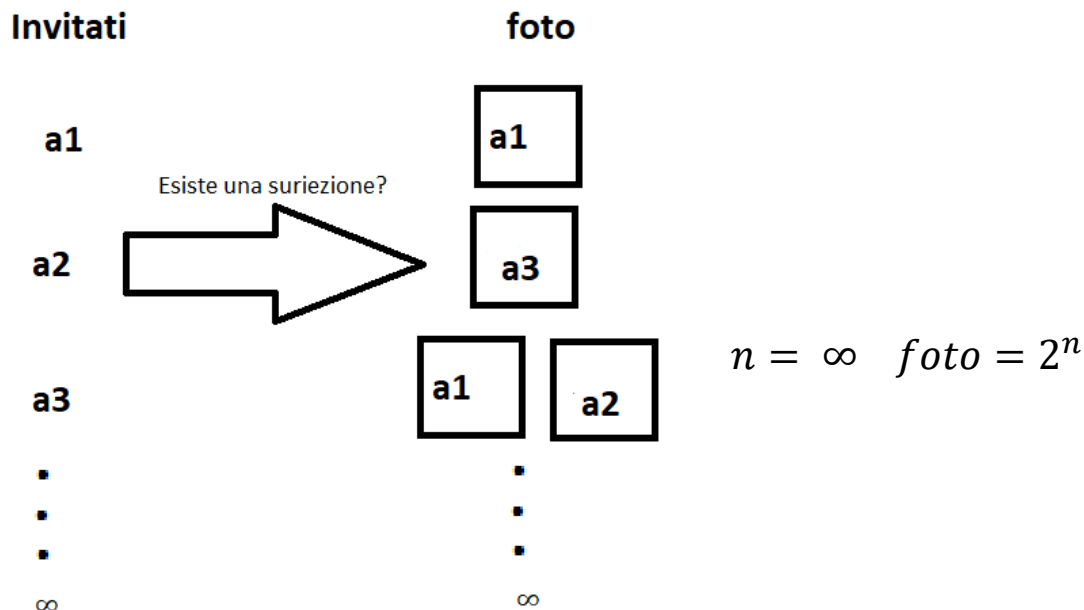 Invitati foto
a1 a1
Esiste una suriezione?
a2 a3
a3 a1 a2
n = ∞ foto = 2ⁿ
∞ ∞